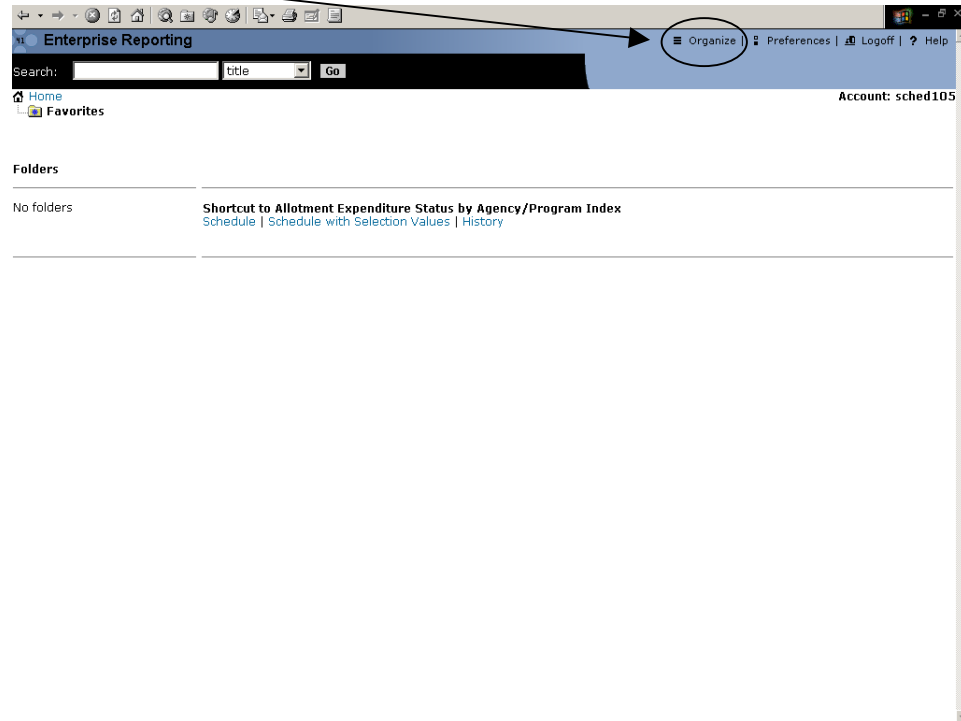 Enterprise Reporting
Organize | Preferences | Logoff | ? Help
Search: title Go
Home
Account: sched105
Favorites
Folders
No folders
Shortcut to Allotment Expenditure Status by Agency/Program Index
Schedule | Schedule with Selection Values | History